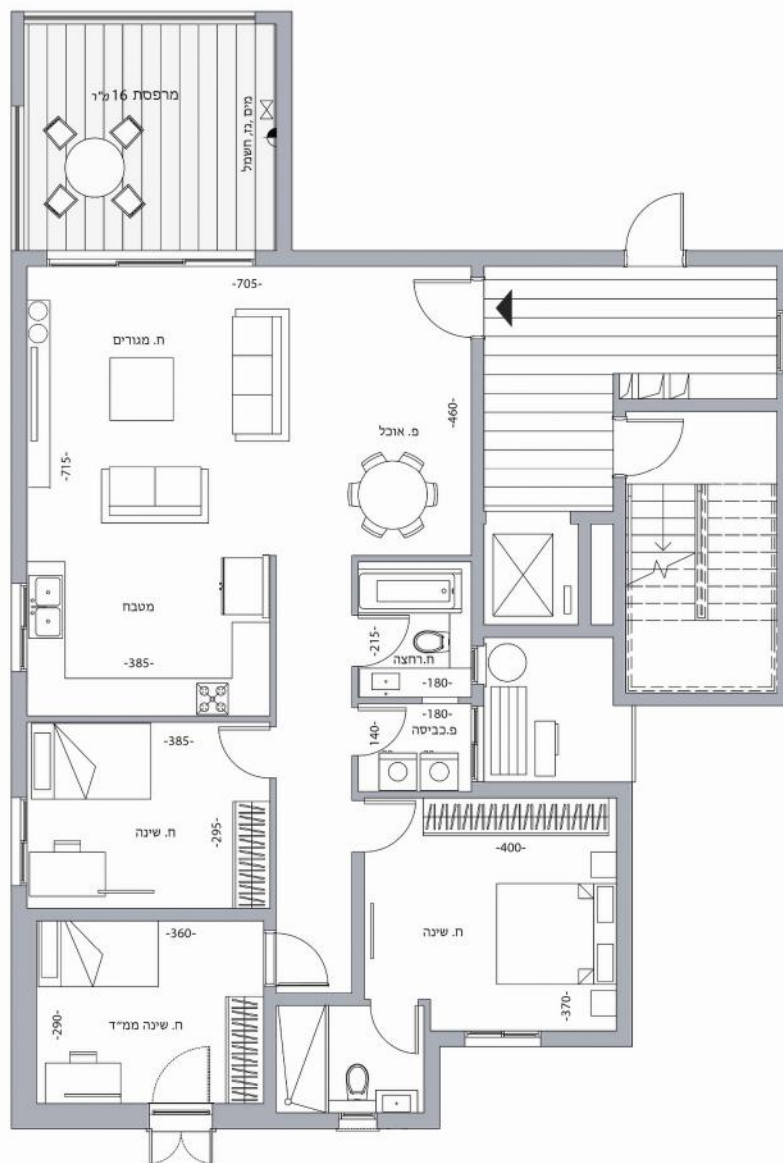 מרפסת 16 מ"ר
מים, גז, חשמל
-705-
ח. מגורים
-460-
פ. אוכל
-715-
מטבח
-385-
-215-
ח.רחצה
-180-
-180-
פ.כביסה
140-
-385-
-295-
ח. שינה
-400-
ח. שינה
-370-
-360-
-290-
ח. שינה ממ"ד